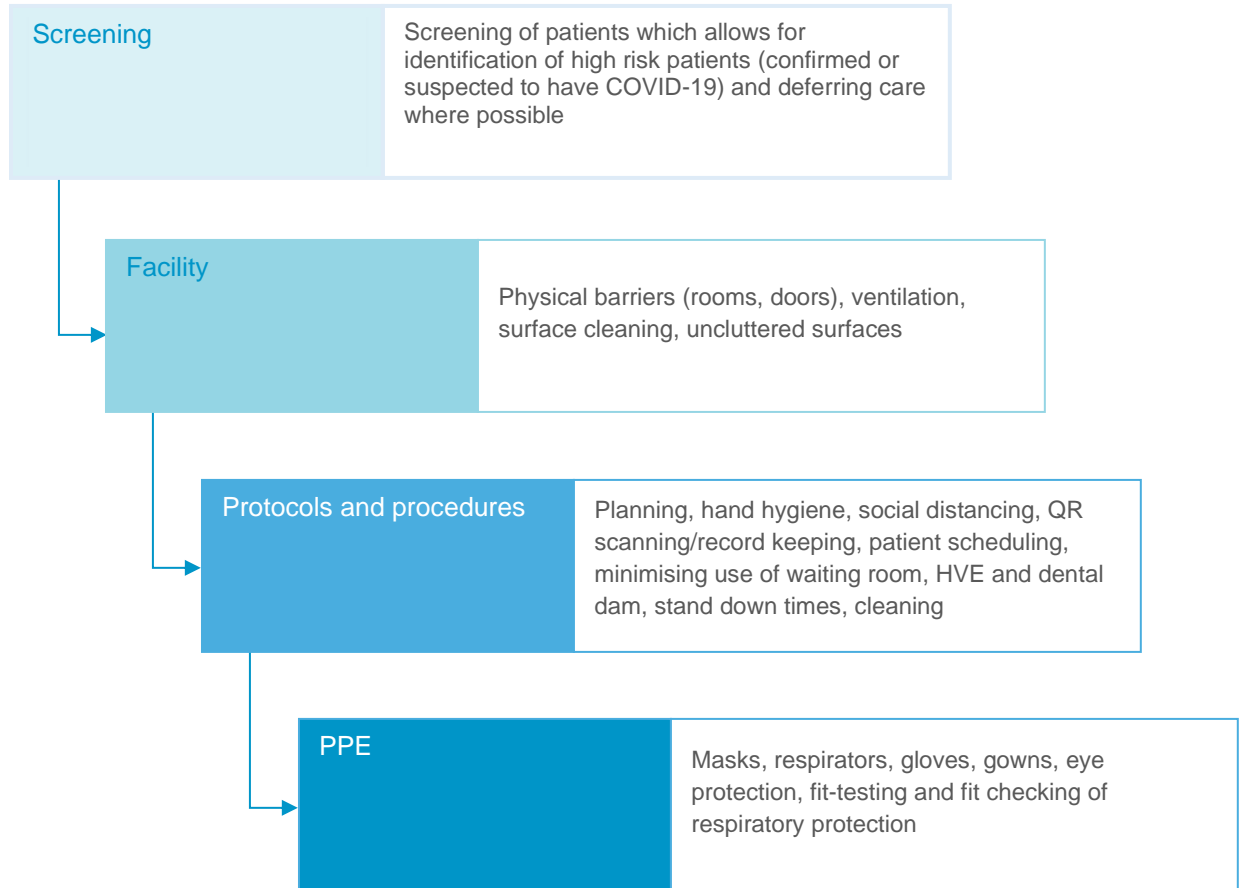 Screening
Screening of patients which allows for
identification of high risk patients (confirmed or
suspected to have COVID-19) and deferring care
where possible
Facility
Physical barriers (rooms, doors), ventilation,
surface cleaning, uncluttered surfaces
Protocols and procedures
Planning, hand hygiene, social distancing, QR
scanning/record keeping, patient scheduling,
minimising use of waiting room, HVE and dental
dam, stand down times, cleaning
PPE
Masks, respirators, gloves, gowns, eye
protection, fit-testing and fit checking of
respiratory protection